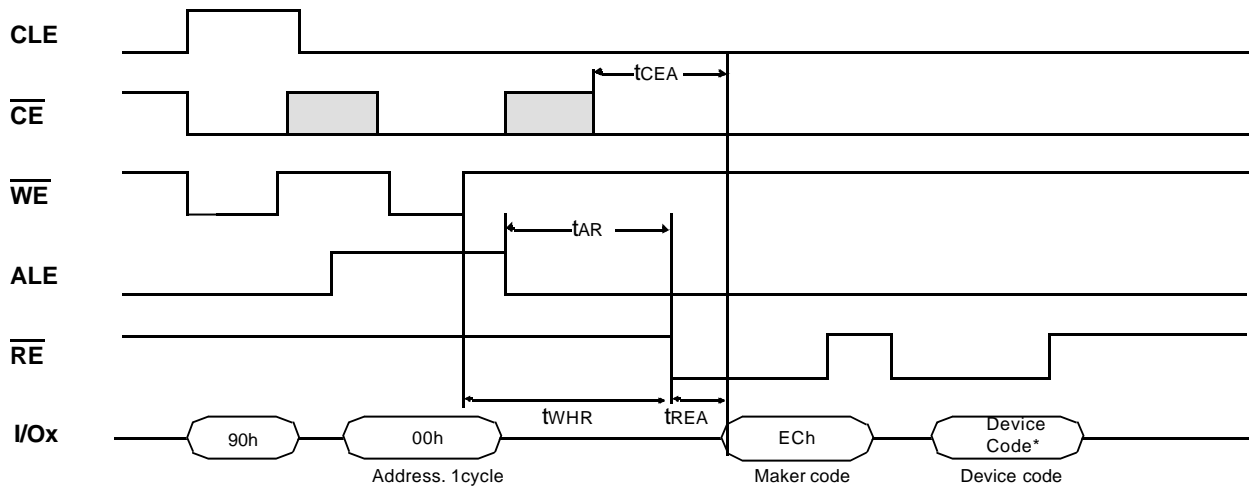 CLE
tCEA
CE
WE
tAR
ALE
RE
tWHR
tREA
I/Ox
90h
00h
ECh
Device
Code*
Address. 1cycle
Maker code
Device code